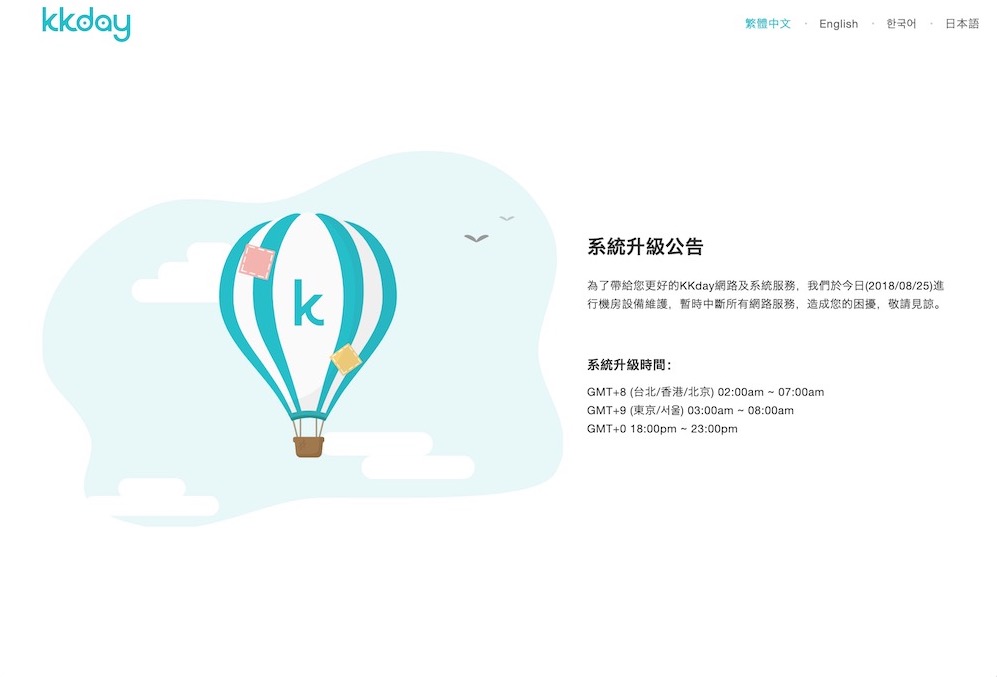 kkday
繁體中文 · English · 한국어 · 日本語
k
系統升級公告
為了帶給您更好的KKday網路及系統服務，我們於今日(2018/08/25)進
行機房設備維護，暫時中斷所有網路服務，造成您的困擾，敬請見諒。
系統升級時間：
GMT+8 (台北/香港/北京) 02:00am ~ 07:00am
GMT+9 (東京/서울) 03:00am ~ 08:00am
GMT+0 18:00pm ~ 23:00pm